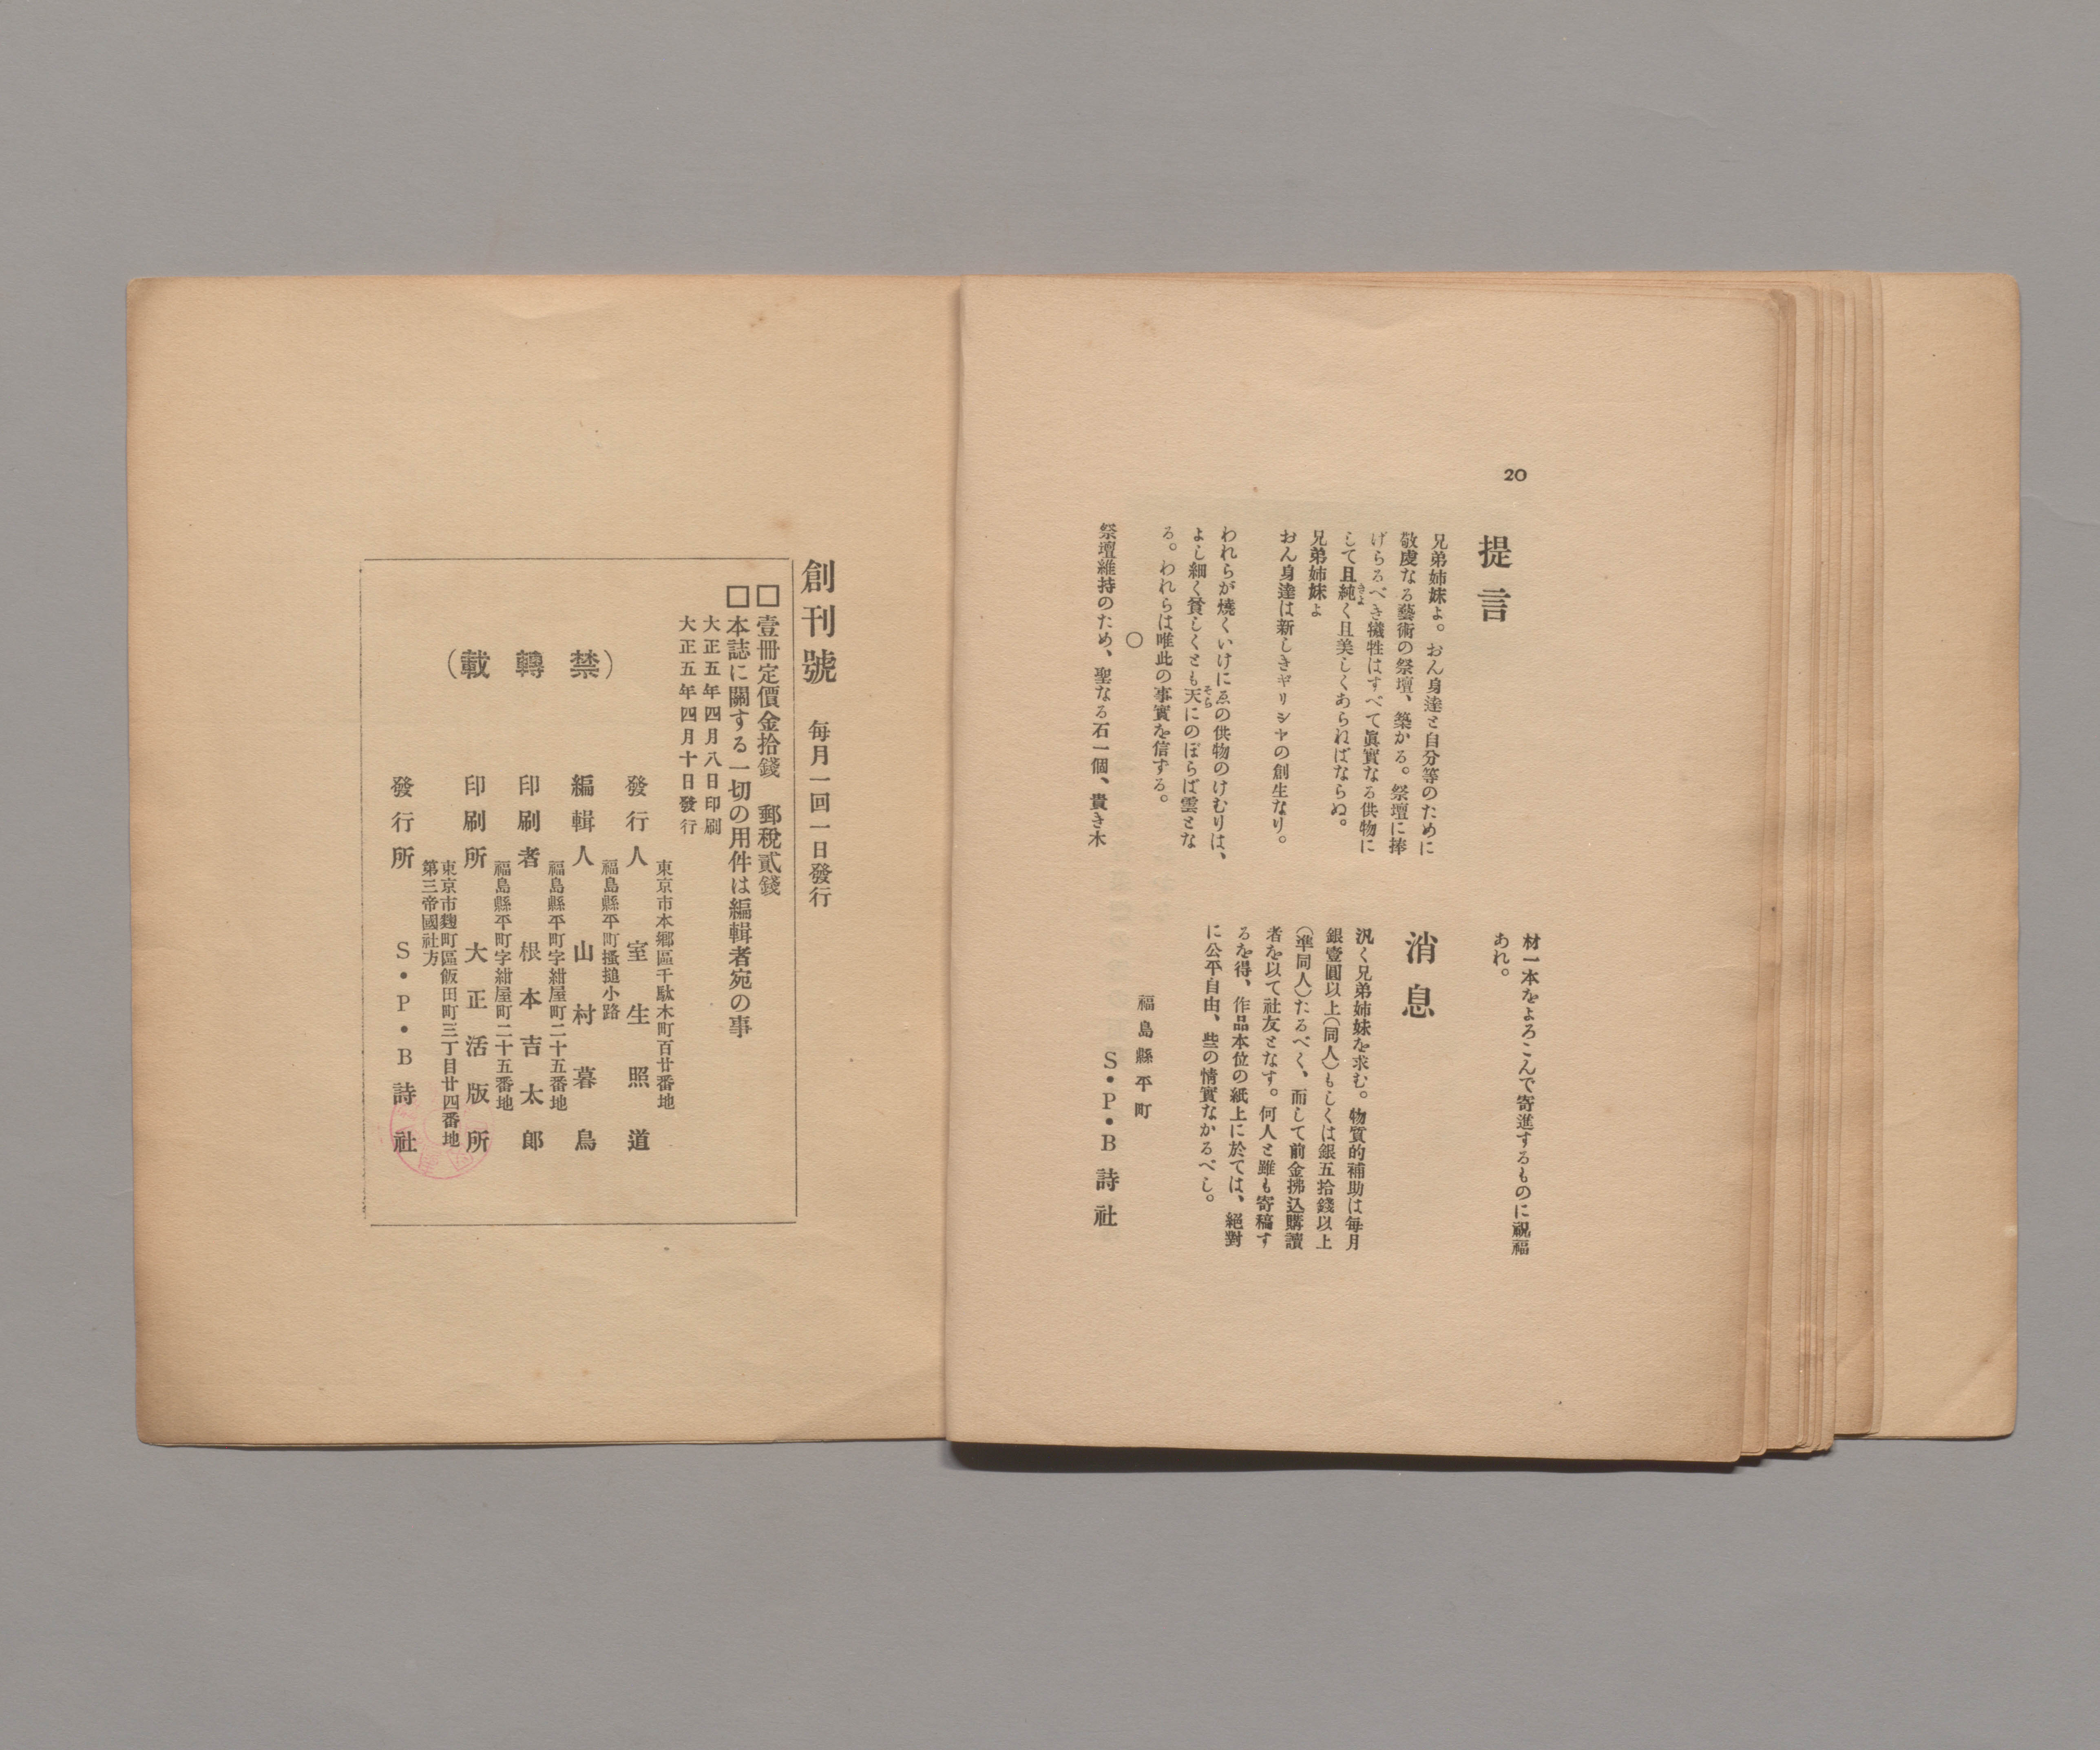 20
提言
兄弟姉妹よ。おん身達と自分等のために
敬虔なる藝術の祭壇、築かる。祭壇に捧
げらるべき犠牲はすべて眞實なる供物に
して且純く且美しくあらねばならぬ。
きよ
兄弟姉妹よ
おん身達は新しきギリシヤの創生なり。
われらが燒くいけにゑの供物のけむりは、
よし細く貧しくとも天にのぼらば雲とな
そら
る。われらは唯此の事實を信ずる。
〇
祭壇維持のため、聖なる石一個、貴き木
材一本をよろこんで寄進するものに祝福
あれ。
消息
汎く兄弟姉妹を求む。物質的補助は毎月
銀壹圓以上（同人）もしくは銀五拾錢以上
（準同人）たるべく、而して前金拂込購讀
者を以て社友となす。何人と雖も寄稿す
るを得、作品本位の紙上に於ては、絕對
に公平自由、些の情實なかるべし。
福島縣平町
S・P・B詩社
創刊號 毎月一回一日發行
□壹冊定價金拾錢 郵稅貳錢
□本誌に關する一切の用件は編輯者宛の事
大正五年四月八日印刷
大正五年四月十日發行
（禁轉載）
東京市本郷區千駄木町百廿番地
發行人 室生照道
福島縣平町搔槌小路
編輯人 山村暮鳥
福島縣平町字紺屋町二十五番地
印刷者 根本吉太郎
福島縣平町字紺屋町二十五番地
印刷所 大正活版所
東京市麴町區飯田町三丁目廿四番地
第三帝國社方
發行所 S・P・B詩社